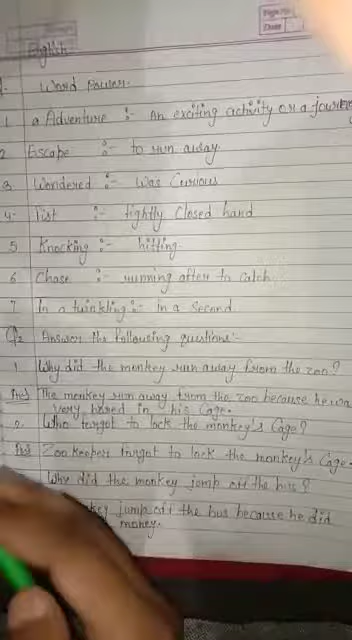 Page No.
Date
English
Word Power.
1 a Adventure :- An exciting activity or a journey
2 Escape :- to run away
3 Wondered :- Was Curious
4- Fist :- tightly closed hand
5 Knocking :- hitting.
6 Chase :- running after to catch.
7. In a twinkling :- in a second
Q2 Answer the following questions:-
1 Why did the monkey run away from the zoo?
Ans The monkey run away from the zoo because he was
very bored in his cage.
2. Who forgot to lock the monkey's cage?
Ans Zoo keeper forgot to lock the monkey's cage.
Why did the monkey jump off the bus?
jump off the bus because he did
money.